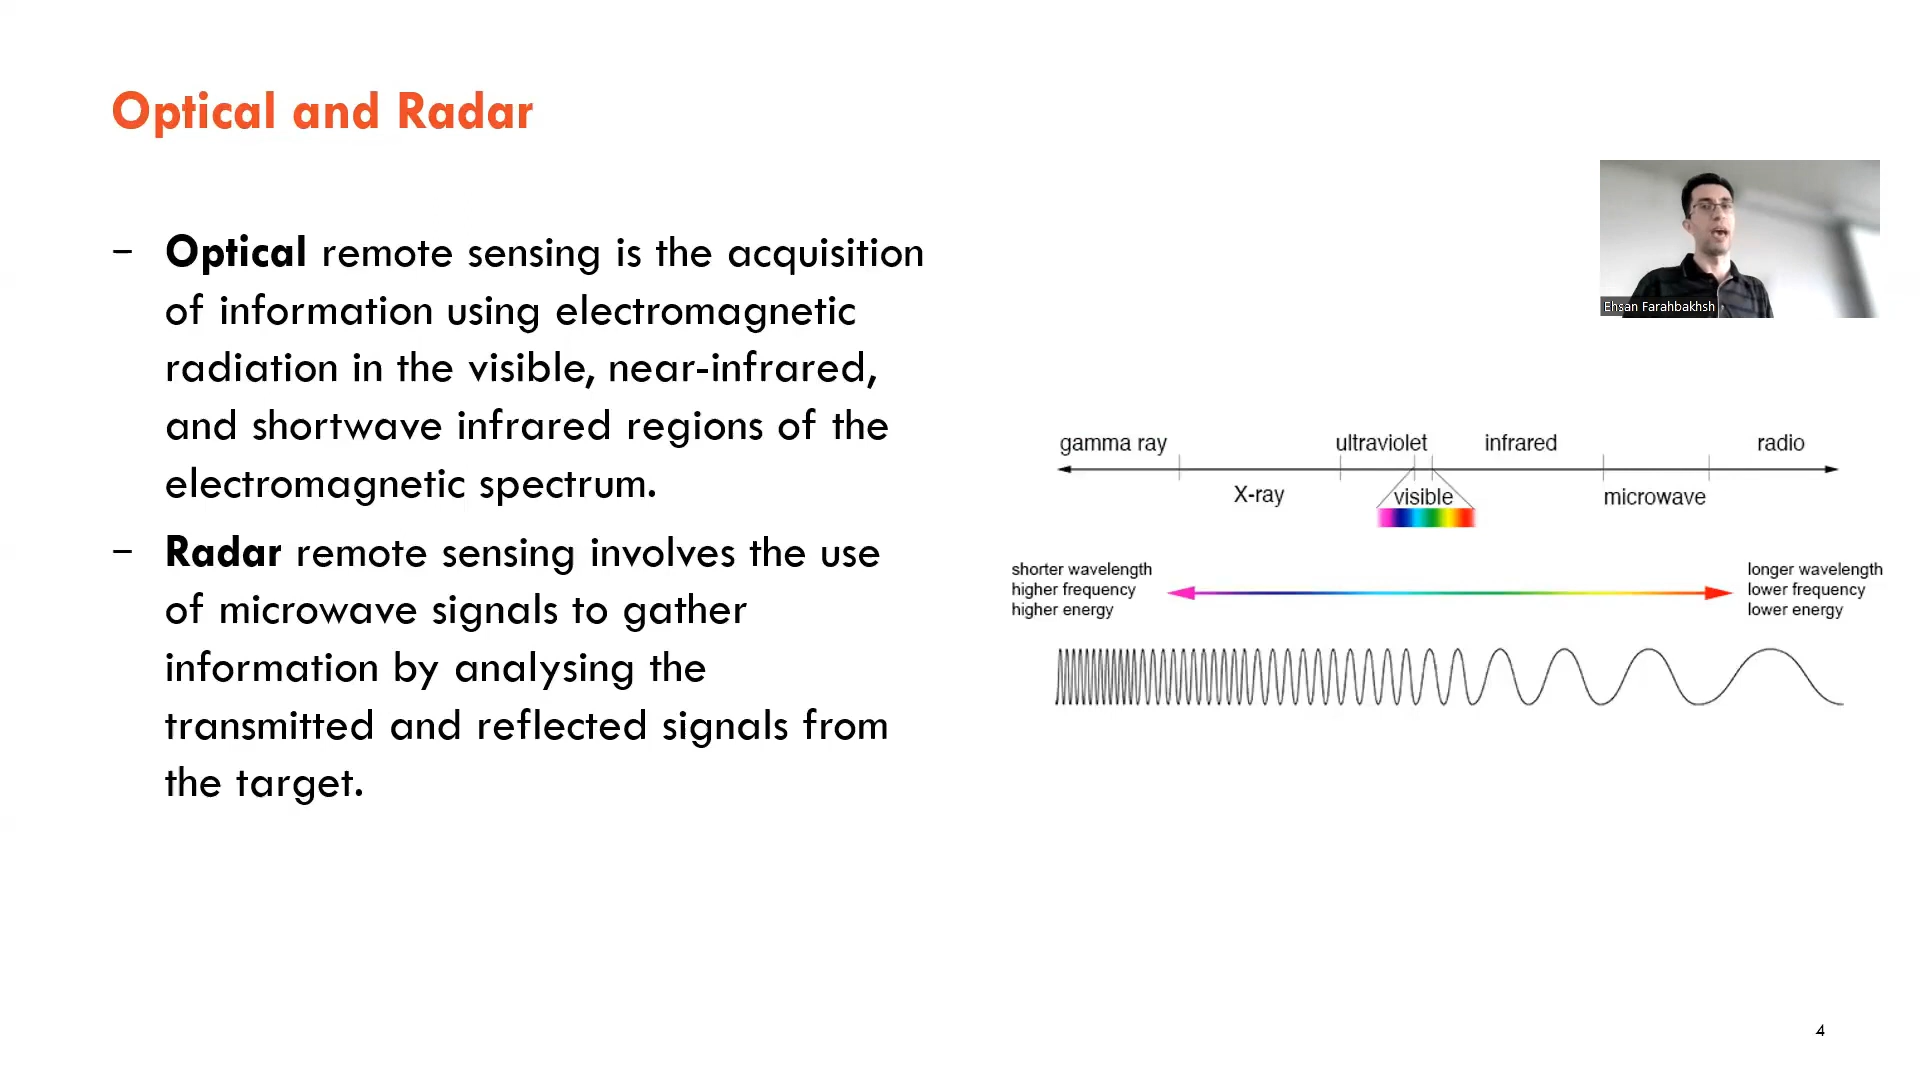 Optical and Radar
– Optical remote sensing is the acquisition
of information using electromagnetic
radiation in the visible, near-infrared,
and shortwave infrared regions of the
electromagnetic spectrum.
– Radar remote sensing involves the use
of microwave signals to gather
information by analysing the
transmitted and reflected signals from
the target.
Ehsan Farahbakhsh
gamma ray ultraviolet infrared radio
X-ray visible microwave
shorter wavelength
higher frequency
higher energy
longer wavelength
lower frequency
lower energy
4